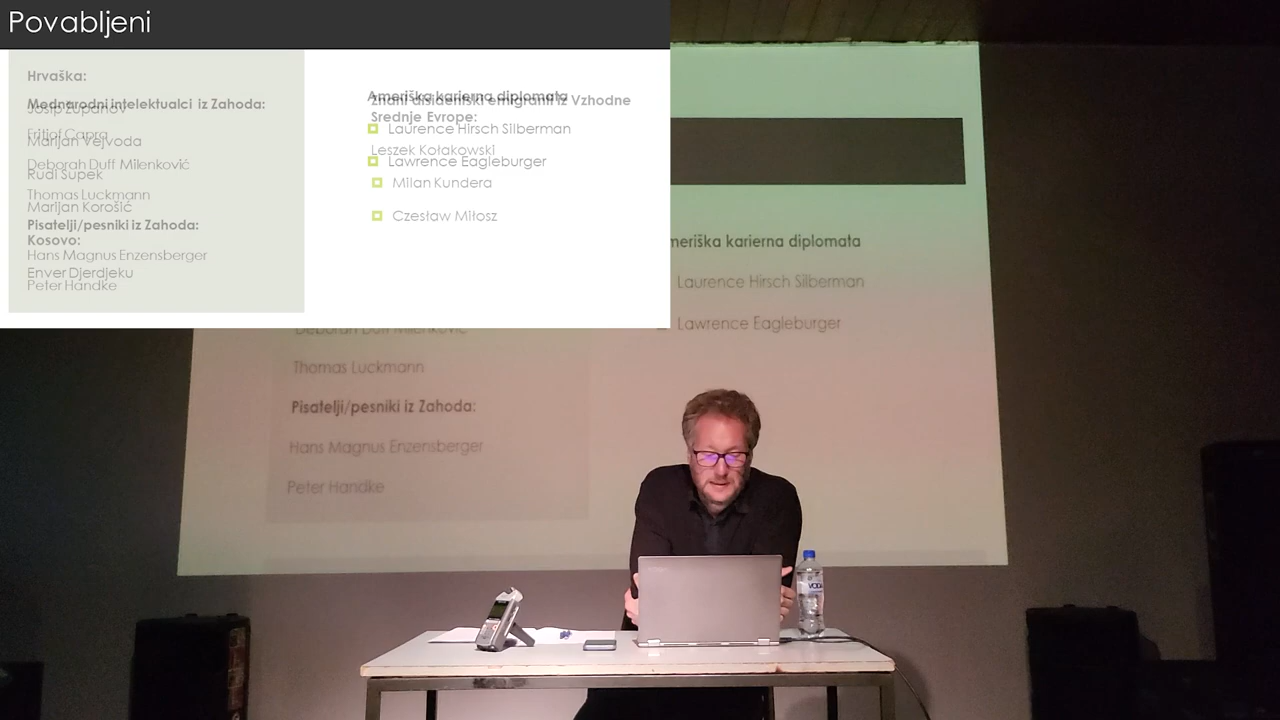 Povabljeni
Hrvaška:
Mednarodni intelektualci iz Zahoda:
Josip Županov
Fritjof Capra
Marijan Vejvoda
Deborah Duff Milenković
Rudi Supek
Thomas Luckmann
Marijan Korošić
Pisatelji/pesniki iz Zahoda:
Kosovo:
Hans Magnus Enzensberger
Enver Djerdjeku
Peter Handke
Ameriška karierna diplomata
Znani disidentski emigranti iz Vzhodne
Srednje Evrope:
Laurence Hirsch Silberman
Leszek Kołakowski
Lawrence Eagleburger
Milan Kundera
Czesław Miłosz
meriška karierna diplomata
Laurence Hirsch Silberman
Lawrence Eagleburger
Deborah Duff Milenković
Thomas Luckmann
Pisatelji/pesniki iz Zahoda:
Hans Magnus Enzensberger
Peter Handke